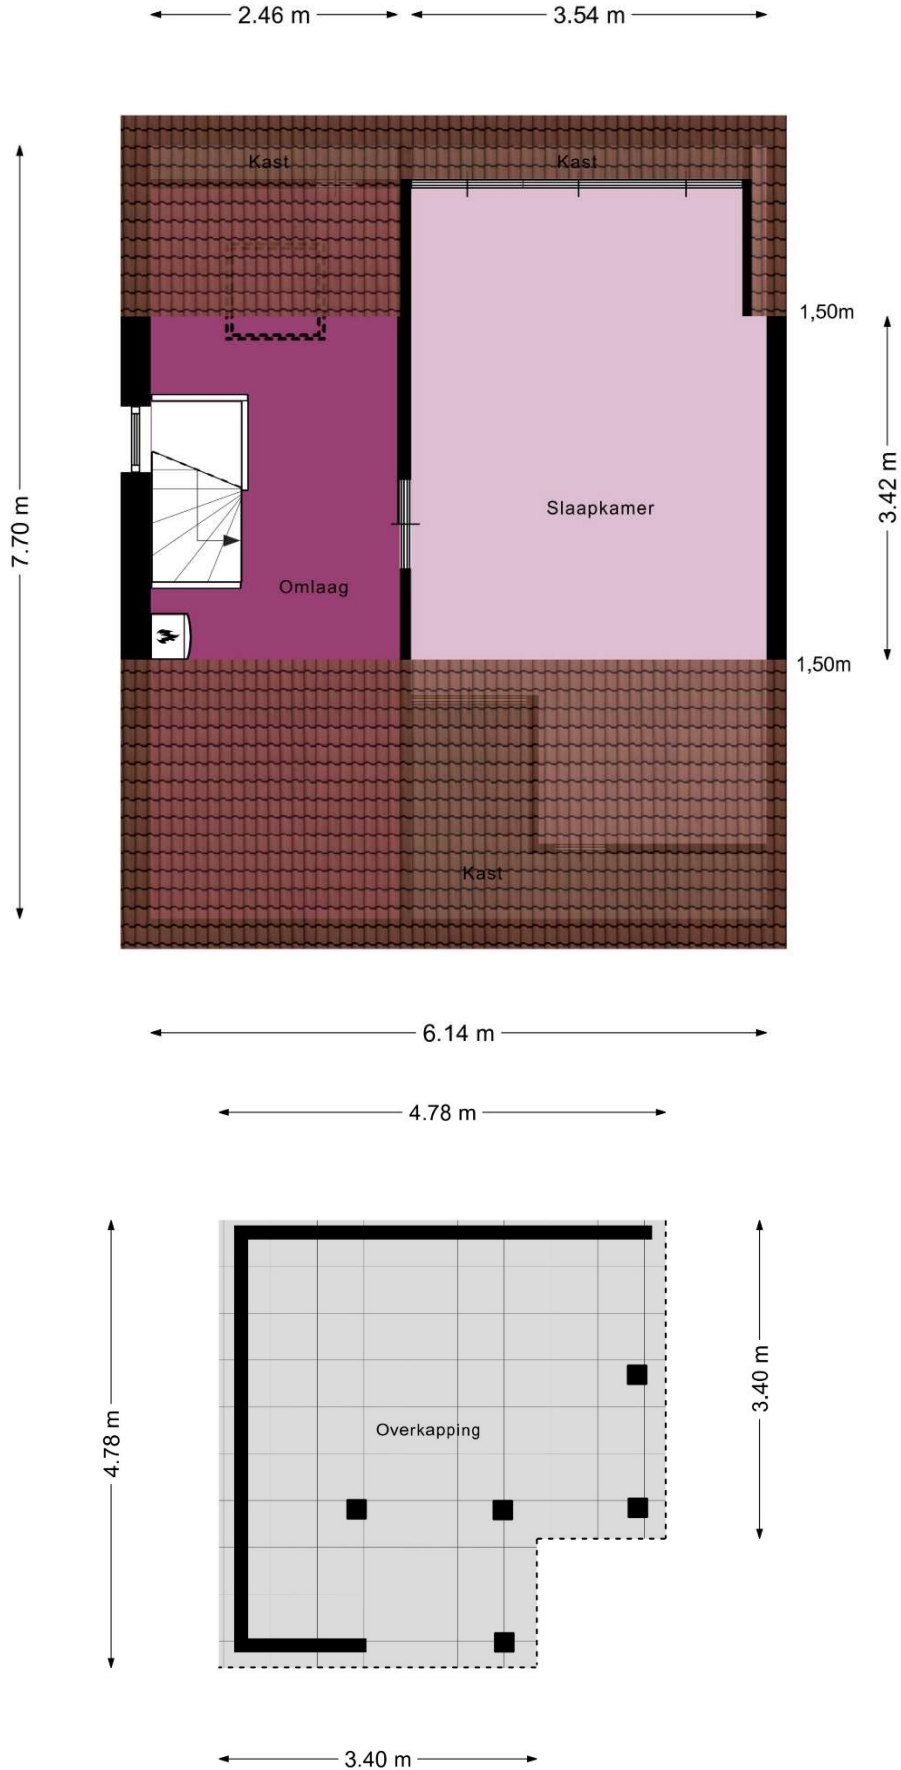 2.46 m
3.54 m
Kast
Kast
1,50m
7.70 m
3.42 m
Slaapkamer
Omlaag
1,50m
Kast
6.14 m
4.78 m
4.78 m
3.40 m
Overkapping
3.40 m